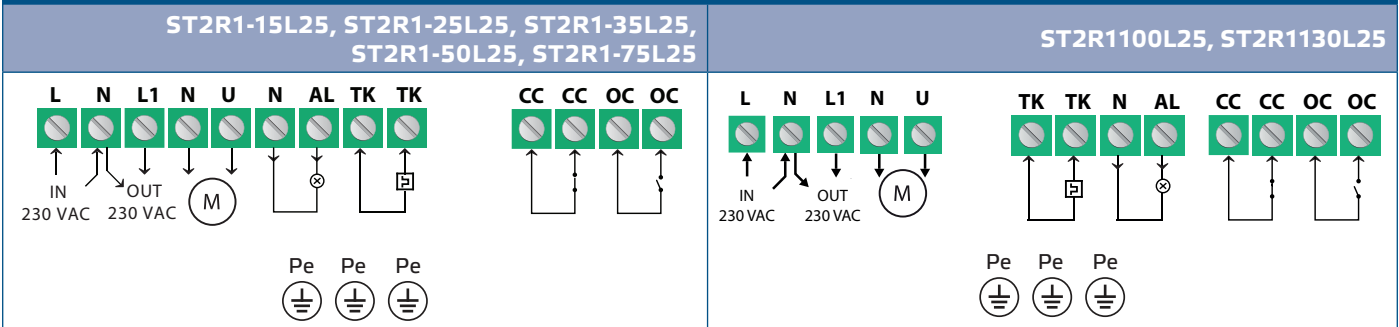 ST2R1-15L25, ST2R1-25L25, ST2R1-35L25,
ST2R1-50L25, ST2R1-75L25
L N L1 N U N AL TK TK CC CC OC OC
IN OUT M
230 VAC 230 VAC
Pe Pe Pe
ST2R1100L25, ST2R1130L25
L N L1 N U TK TK N AL CC CC OC OC
IN OUT M
230 VAC 230 VAC
Pe Pe Pe